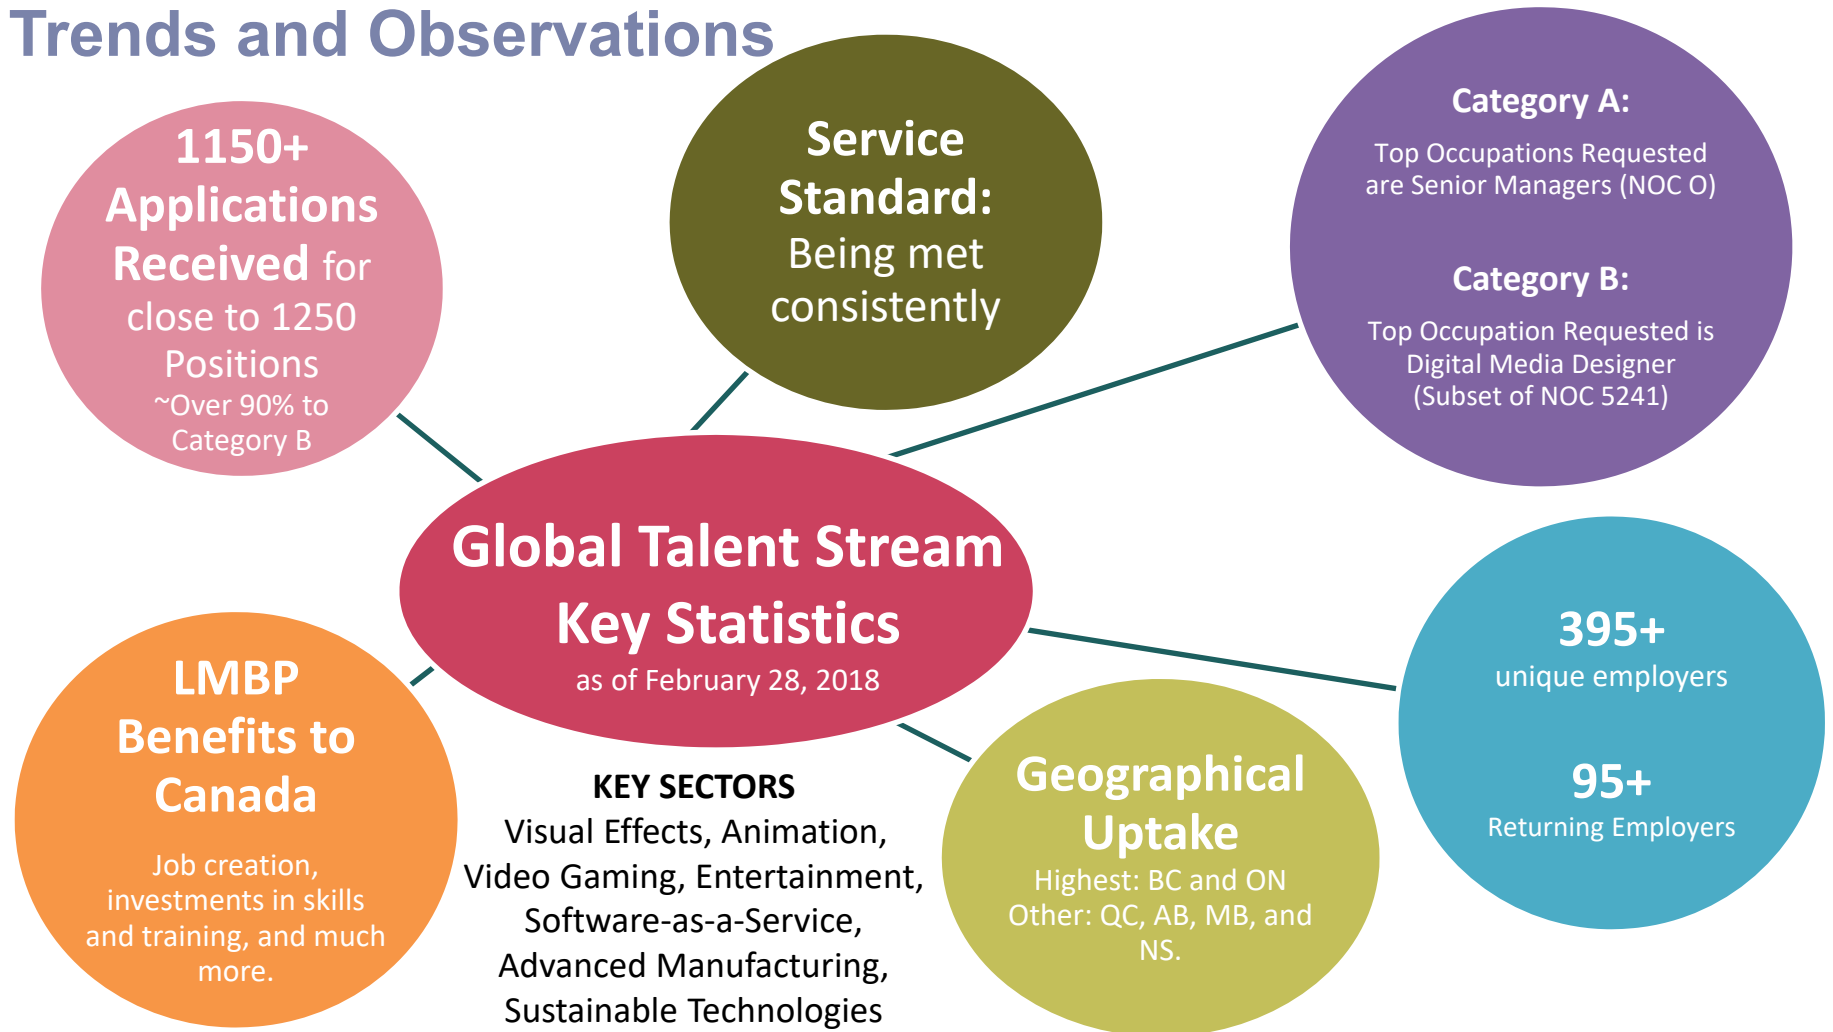 Trends and Observations
1150+
Applications
Received for
close to 1250
Positions
~Over 90% to
Category B
Service
Standard:
Being met
consistently
Category A:
Top Occupations Requested
are Senior Managers (NOC O)
Category B:
Top Occupation Requested is
Digital Media Designer
(Subset of NOC 5241)
Global Talent Stream
Key Statistics
as of February 28, 2018
395+
unique employers
95+
Returning Employers
LMBP
Benefits to
Canada
Job creation,
investments in skills
and training, and much
more.
KEY SECTORS
Visual Effects, Animation,
Video Gaming, Entertainment,
Software-as-a-Service,
Advanced Manufacturing,
Sustainable Technologies
Geographical
Uptake
Highest: BC and ON
Other: QC, AB, MB, and
NS.